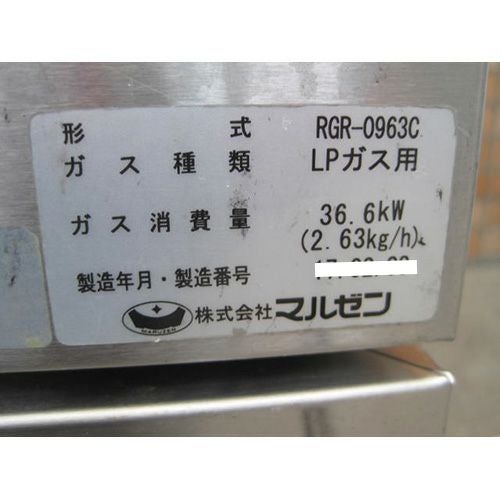 形 式 RGR-0963C
ガス種類 LPガス用
ガス消費量 36.6kW
(2.63kg/h)
製造年月・製造番号
MARUZEN 株式会社 マルゼン